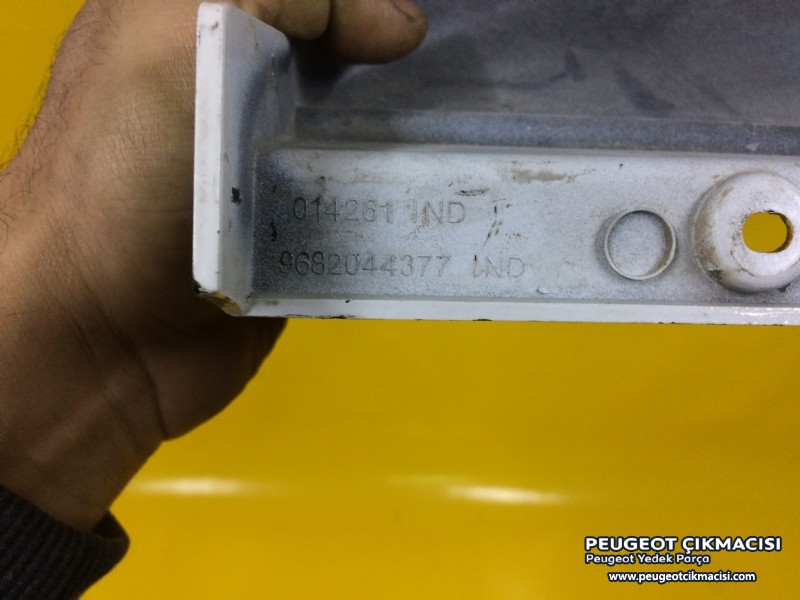 014261 IND
9682044377 IND
PEUGEOT ÇIKMACISI
Peugeot Yedek Parça
www.peugeotcikmacisi.com